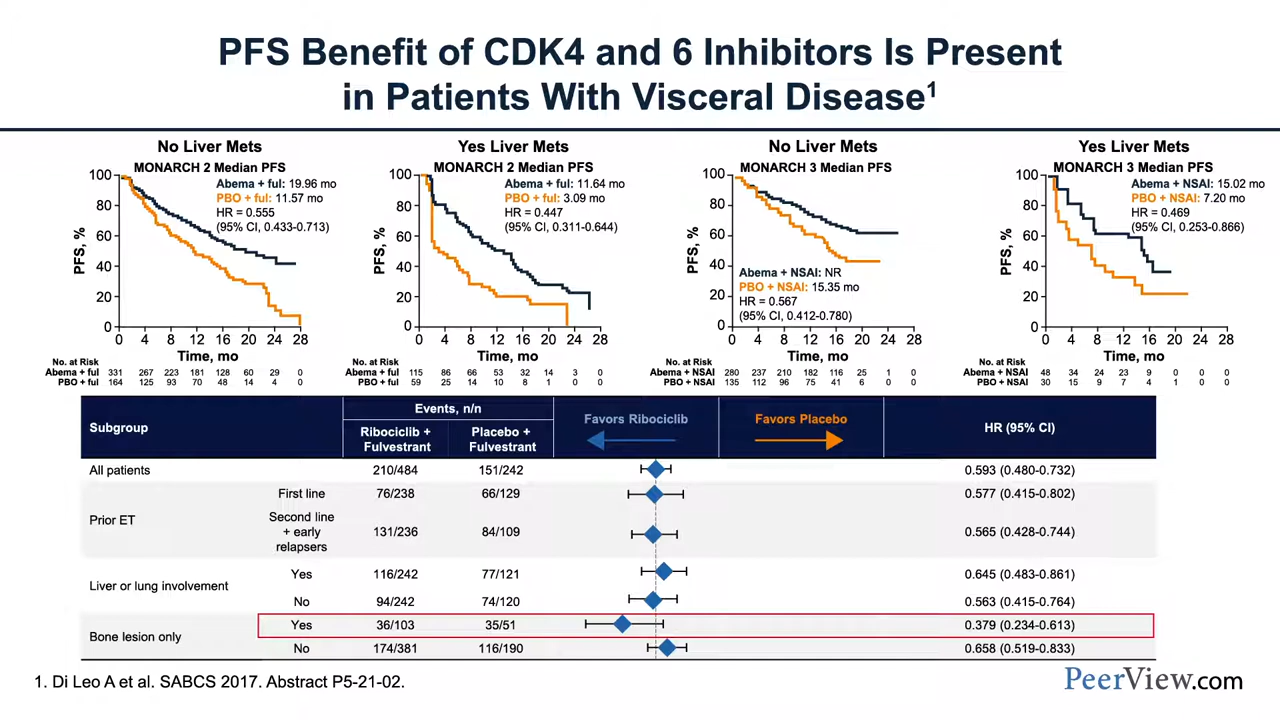 PFS Benefit of CDK4 and 6 Inhibitors Is Present
in Patients With Visceral Disease1
No Liver Mets
MONARCH 2 Median PFS
Abema + ful: 19.96 mo
PBO + ful: 11.57 mo
HR = 0.555
(95% CI, 0.433-0.713)
PFS, %
100
80
60
40
20
0
0 4 8 12 16 20 24 28
Time, mo
No. at Risk
Abema + ful 331 267 223 181 128 60 29 0
PBO + ful 164 125 93 70 48 14 4 0
Yes Liver Mets
MONARCH 2 Median PFS
Abema + ful: 11.64 mo
PBO + ful: 3.09 mo
HR = 0.447
(95% CI, 0.311-0.644)
PFS, %
100
80
60
40
20
0
0 4 8 12 16 20 24 28
Time, mo
No. at Risk
Abema + ful 115 86 66 53 32 14 3 0
PBO + ful 59 25 14 10 8 1 0 0
No Liver Mets
MONARCH 3 Median PFS
PFS, %
100
80
60
40
20
0
Abema + NSAI: NR
PBO + NSAI: 15.35 mo
HR = 0.567
(95% CI, 0.412-0.780)
0 4 8 12 16 20 24 28
Time, mo
No. at Risk
Abema + NSAI 280 237 210 182 116 25 1 0
PBO + NSAI 135 112 96 75 41 6 0 0
Yes Liver Mets
MONARCH 3 Median PFS
Abema + NSAI: 15.02 mo
PBO + NSAI: 7.20 mo
HR = 0.469
(95% CI, 0.253-0.866)
PFS, %
100
80
60
40
20
0
0 4 8 12 16 20 24 28
Time, mo
No. at Risk
Abema + NSAI 48 34 24 23 9 0 0 0
PBO + NSAI 30 15 9 7 4 1 0 0
Subgroup
Events, n/n
Ribociclib +
Fulvestrant
Placebo +
Fulvestrant
Favors Ribociclib
Favors Placebo
HR (95% CI)
All patients 210/484 151/242 0.593 (0.480-0.732)
Prior ET
First line 76/238 66/129 0.577 (0.415-0.802)
Second line
+ early
relapsers
131/236 84/109 0.565 (0.428-0.744)
Liver or lung involvement
Yes 116/242 77/121 0.645 (0.483-0.861)
No 94/242 74/120 0.563 (0.415-0.764)
Bone lesion only
Yes 36/103 35/51 0.379 (0.234-0.613)
No 174/381 116/190 0.658 (0.519-0.833)
1. Di Leo A et al. SABCS 2017. Abstract P5-21-02.
PeerView.com